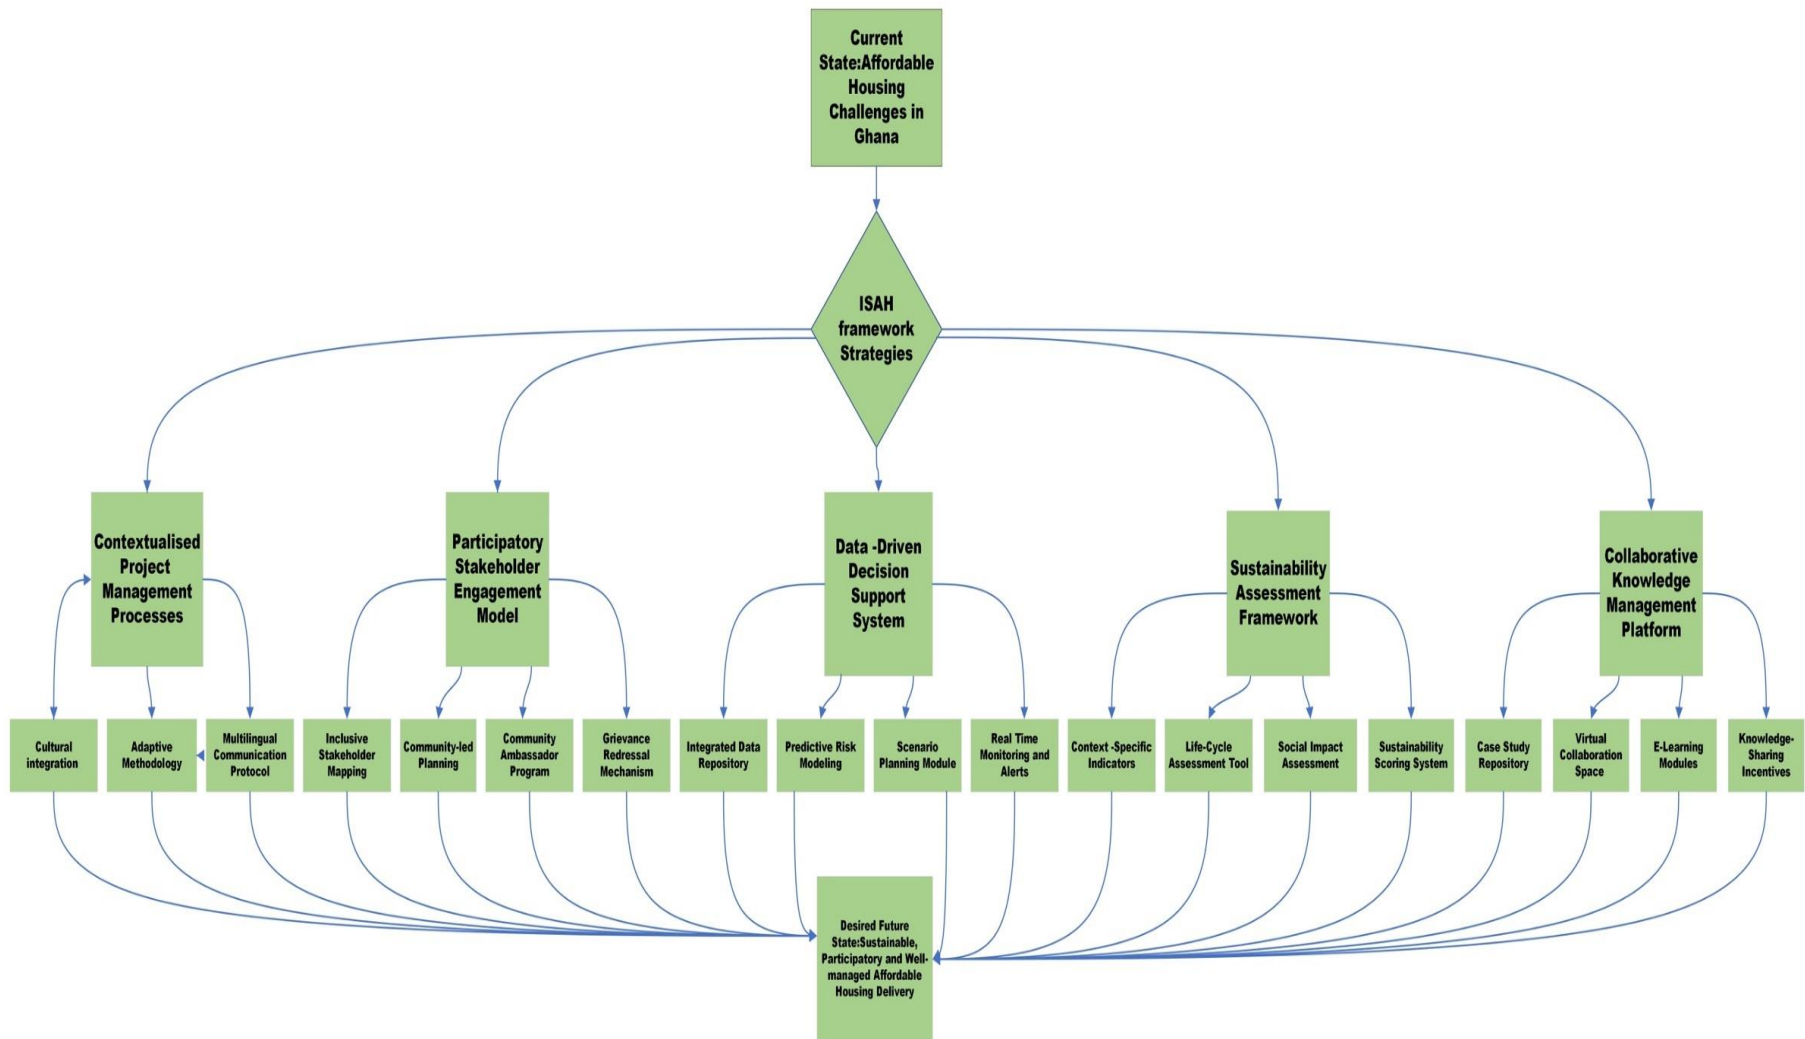 Current
State:Affordable
Housing
Challenges in
Ghana
ISAH
framework
Strategies
Contextualised
Project
Management
Processes
Participatory
Stakeholder
Engagement
Model
Data -Driven
Decision
Support
System
Sustainability
Assessment
Framework
Collaborative
Knowledge
Management
Platform
Cultural
integration
Adaptive
Methodology
Multilingual
Communication
Protocol
Inclusive
Stakeholder
Mapping
Community-led
Planning
Community
Ambassador
Program
Grievance
Redressal
Mechanism
Integrated Data
Repository
Predictive Risk
Modeling
Scenario
Planning Module
Real Time
Monitoring and
Alerts
Context -Specific
Indicators
Life-Cycle
Assessment Tool
Social Impact
Assessment
Sustainability
Scoring System
Case Study
Repository
Virtual
Collaboration
Space
E-Learning
Modules
Knowledge-
Sharing
Incentives
Desired Future
State:Sustainable,
Participatory and Well-
managed Affordable
Housing Delivery